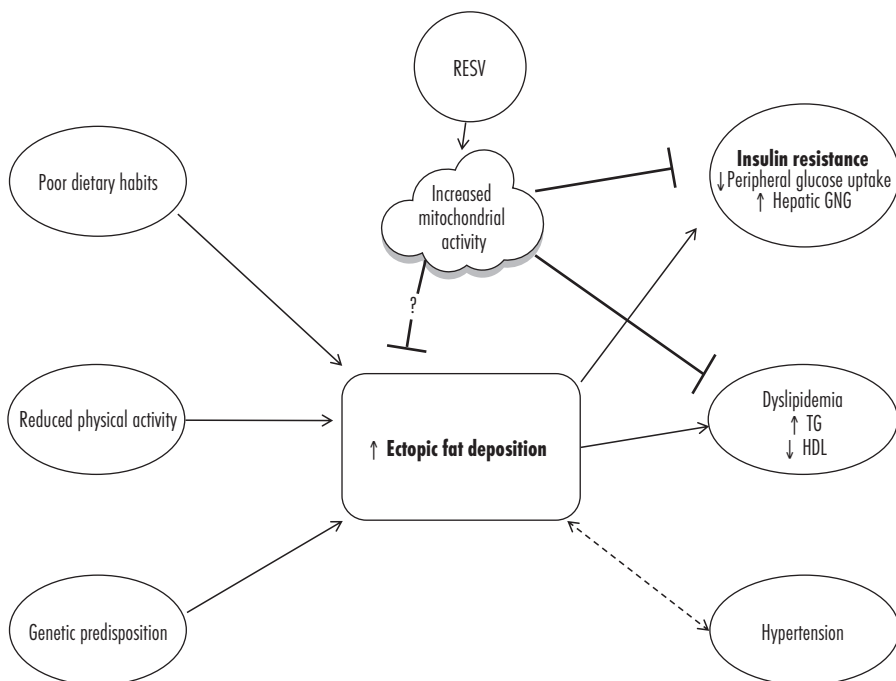 RESV
Poor dietary habits
Increased
mitochondrial
activity
Insulin resistance
↓ Peripheral glucose uptake
↑ Hepatic GNG
?
Reduced physical activity
↑ Ectopic fat deposition
Dyslipidemia
↑ TG
↓ HDL
Genetic predisposition
Hypertension